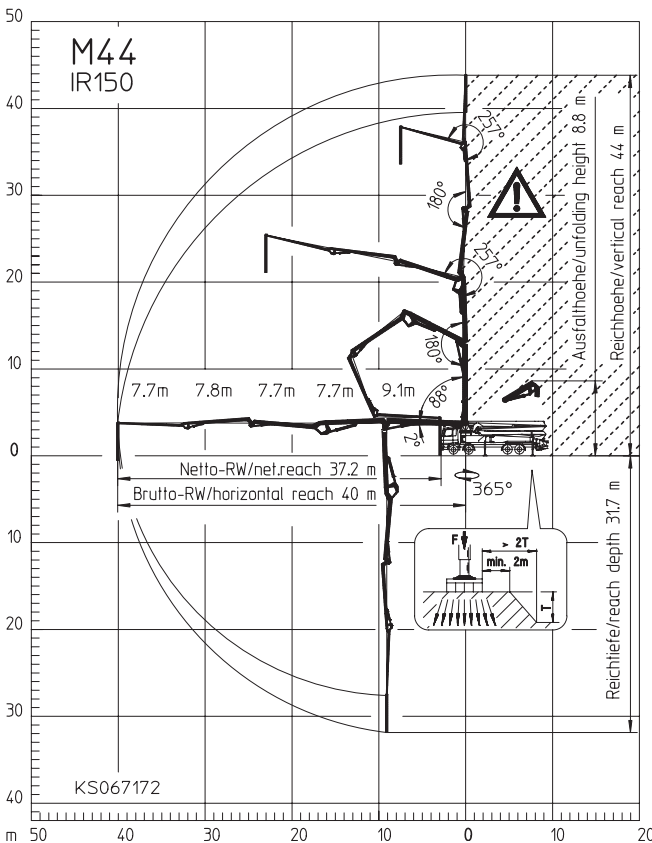 50
M44
IR150
40
257°
180°
30
257°
20
180°
10
7.7m 7.8m 7.7m 7.7m 9.1m
88°
2°
0
Netto-RW/net.reach 37.2 m
Brutto-RW/horizontal reach 40 m
365°
Ausfalthoehe/unfolding height 8.8 m
Reichhoehe/vertical reach 44 m
Reichtiefe/reach depth 31.7 m
F
> 2T
min. 2m
T
10
20
30
KS067172
40
m 50 40 30 20 10 0 10 20